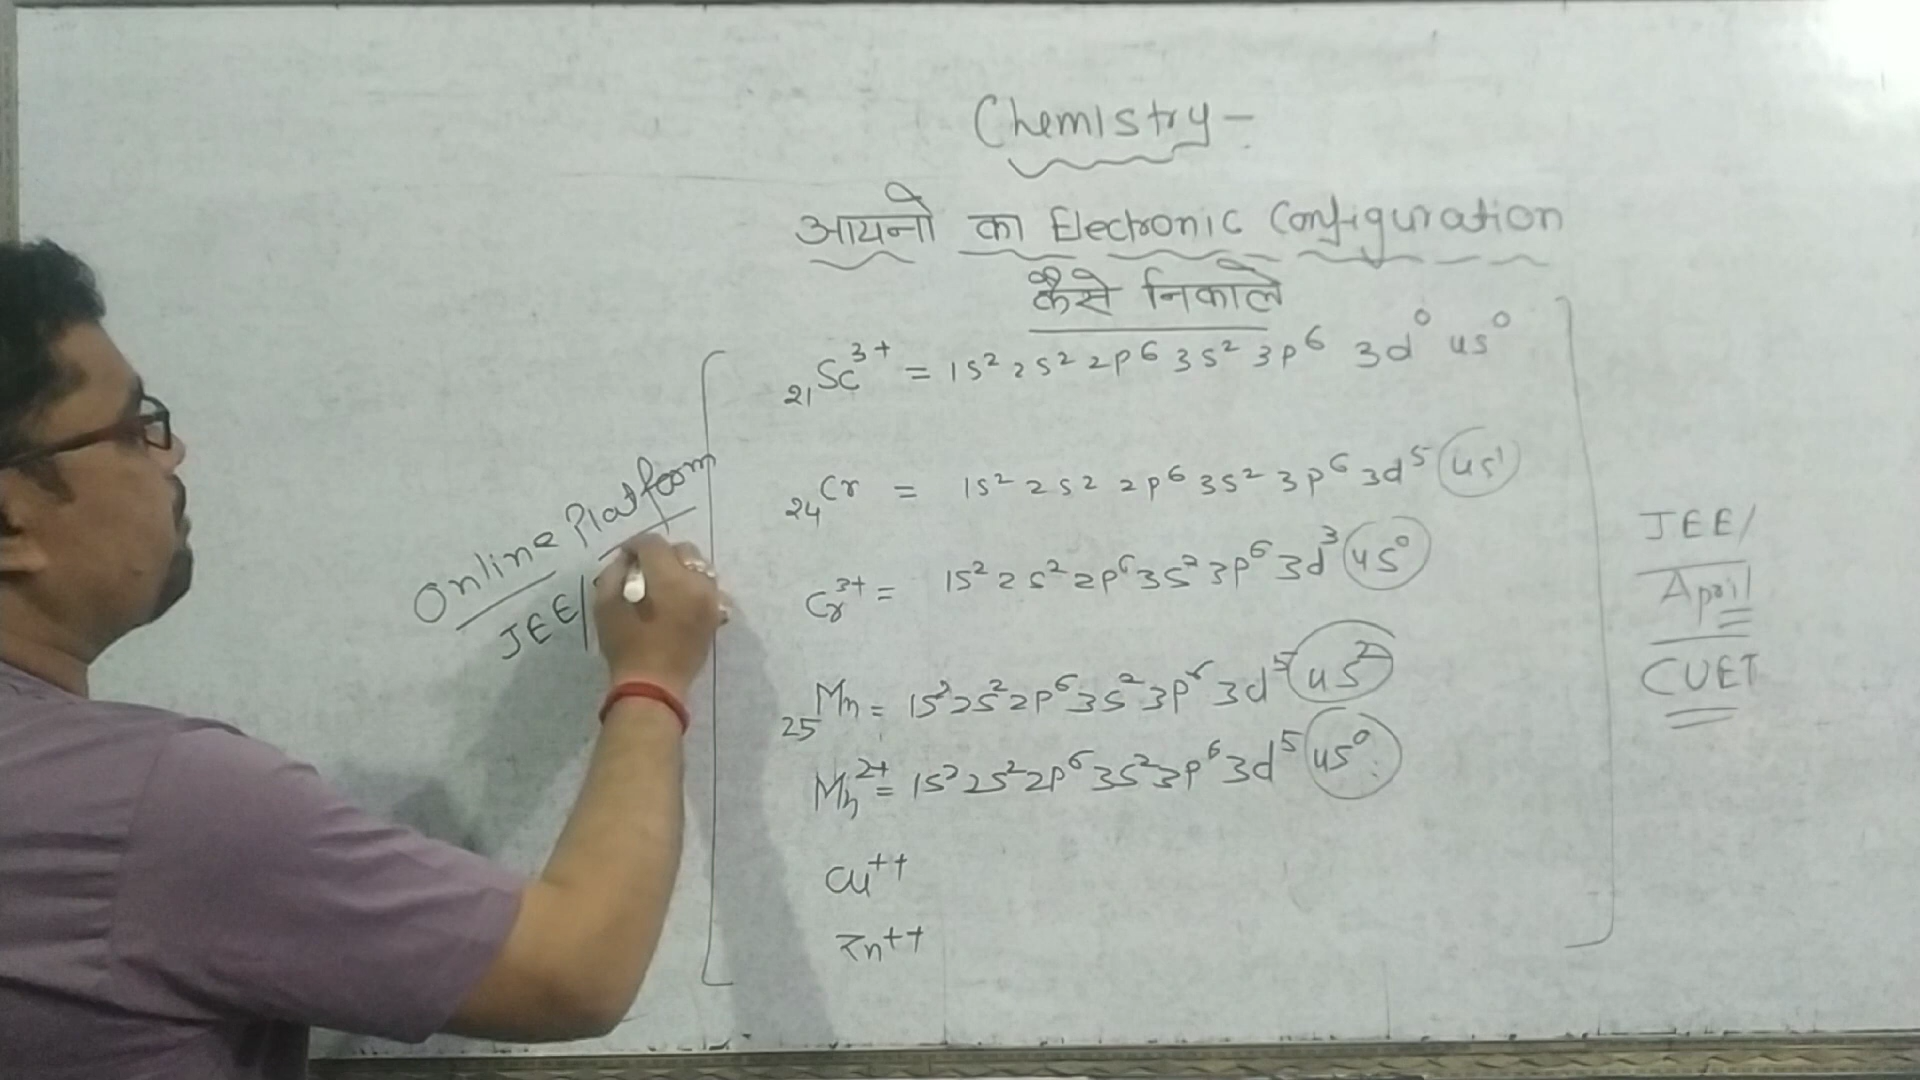 Chemistry -
आयनो का Electronic Configuration
कैसे निकाले
₂₁Sc³⁺ = 1s² 2s² 2p⁶ 3s² 3p⁶ 3d⁰ 4s⁰
₂₄Cr = 1s² 2s² 2p⁶ 3s² 3p⁶ 3d⁵ 4s¹
Cr³⁺ = 1s² 2s² 2p⁶ 3s² 3p⁶ 3d³ 4s⁰
₂₅Mn = 1s² 2s² 2p⁶ 3s² 3p⁶ 3d⁵ 4s²
Mn²⁺ = 1s² 2s² 2p⁶ 3s² 3p⁶ 3d⁵ 4s⁰
Cu⁺⁺
Zn⁺⁺
Online Platform
JEE/
JEE/
April
CUET